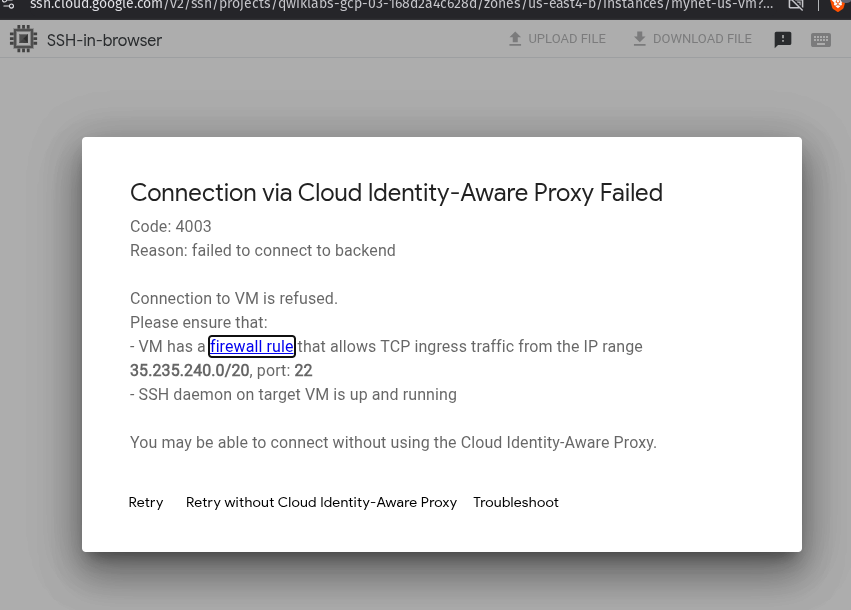 ssh.cloud.google.com/v2/ssh/projects/qwiklabs-gcp-03-168d2a4c628d/zones/us-east4-b/instances/mynet-us-vm?...
SSH-in-browser
UPLOAD FILE
DOWNLOAD FILE
Connection via Cloud Identity-Aware Proxy Failed
Code: 4003
Reason: failed to connect to backend
Connection to VM is refused.
Please ensure that:
- VM has a firewall rule that allows TCP ingress traffic from the IP range
35.235.240.0/20, port: 22
- SSH daemon on target VM is up and running
You may be able to connect without using the Cloud Identity-Aware Proxy.
Retry
Retry without Cloud Identity-Aware Proxy
Troubleshoot